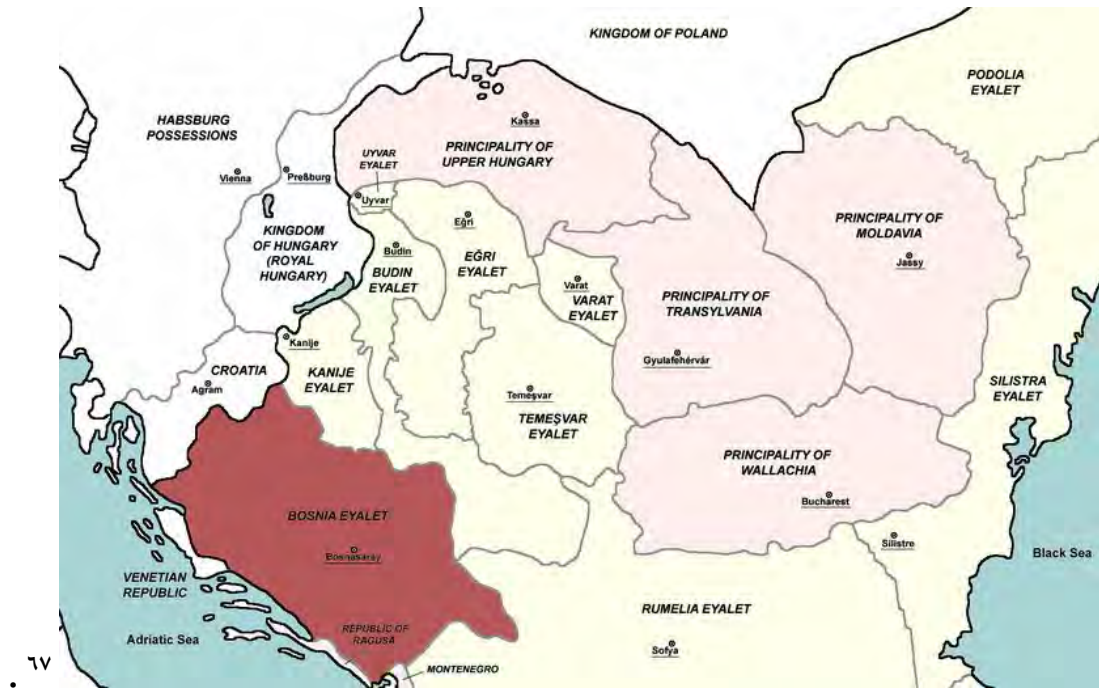 KINGDOM OF POLAND
PODOLIA
EYALET
HABSBURG
POSSESSIONS
Kassa
PRINCIPALITY OF
UPPER HUNGARY
UYVAR
EYALET
Vienna
Preßburg
Uyvar
Eğri
PRINCIPALITY OF
MOLDAVIA
Jassy
KINGDOM
OF HUNGARY
(ROYAL
HUNGARY)
Budin
BUDIN
EYALET
EĞRI
EYALET
Varat
VARAT
EYALET
PRINCIPALITY OF
TRANSYLVANIA
Gyulafehérvár
Kanije
KANIJE
EYALET
CROATIA
Agram
Temeşvar
TEMEŞVAR
EYALET
SILISTRA
EYALET
PRINCIPALITY OF
WALLACHIA
Bucharest
BOSNIA EYALET
Bosnasaray
Silistre
Black Sea
VENETIAN
REPUBLIC
Adriatic Sea
REPUBLIC OF
RAGUSA
MONTENEGRO
RUMELIA EYALET
Sofya
• ٦٧